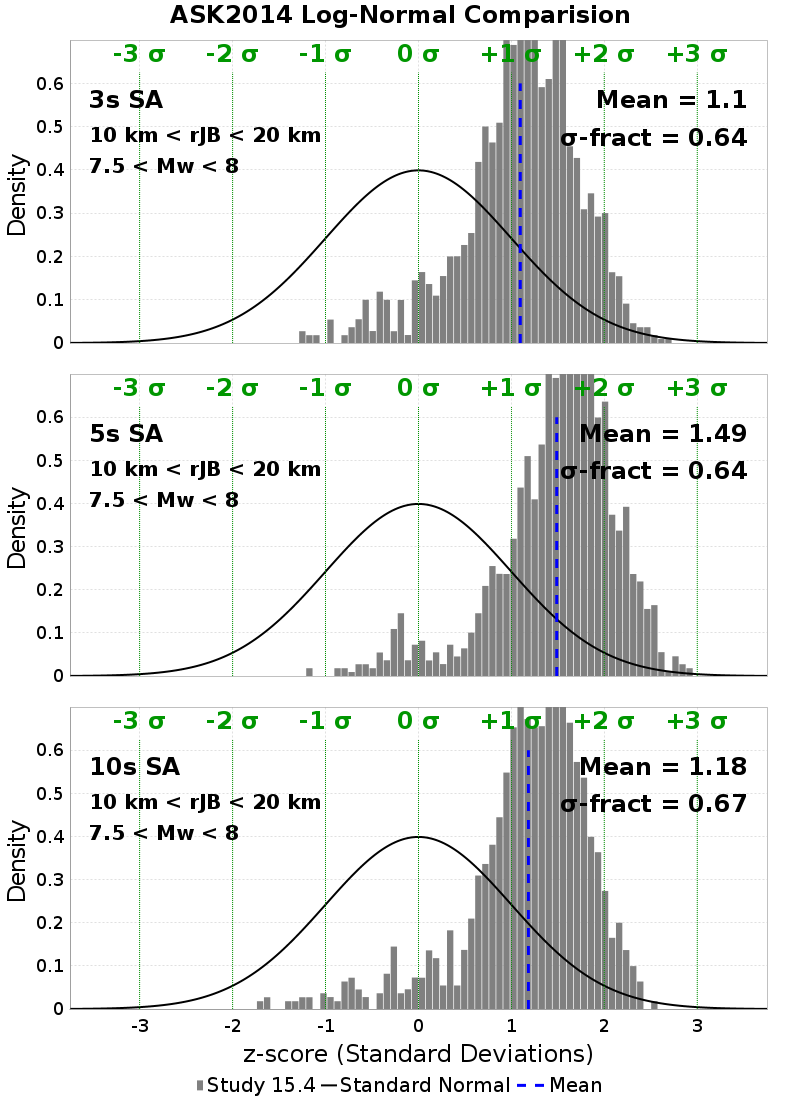 ASK2014 Log-Normal Comparision
-3 σ -2 σ -1 σ 0 σ +1 σ +2 σ +3 σ
3s SA
Mean = 1.1
10 km < rJB < 20 km
σ-fract = 0.64
7.5 < Mw < 8
0.6
0.5
0.4
0.3
0.2
0.1
0
Density
-3 σ -2 σ -1 σ 0 σ +1 σ +2 σ +3 σ
5s SA
Mean = 1.49
10 km < rJB < 20 km
σ-fract = 0.64
7.5 < Mw < 8
0.6
0.5
0.4
0.3
0.2
0.1
0
Density
-3 σ -2 σ -1 σ 0 σ +1 σ +2 σ +3 σ
10s SA
Mean = 1.18
10 km < rJB < 20 km
σ-fract = 0.67
7.5 < Mw < 8
0.6
0.5
0.4
0.3
0.2
0.1
0
Density
-3 -2 -1 0 1 2 3
z-score (Standard Deviations)
Study 15.4 Standard Normal Mean